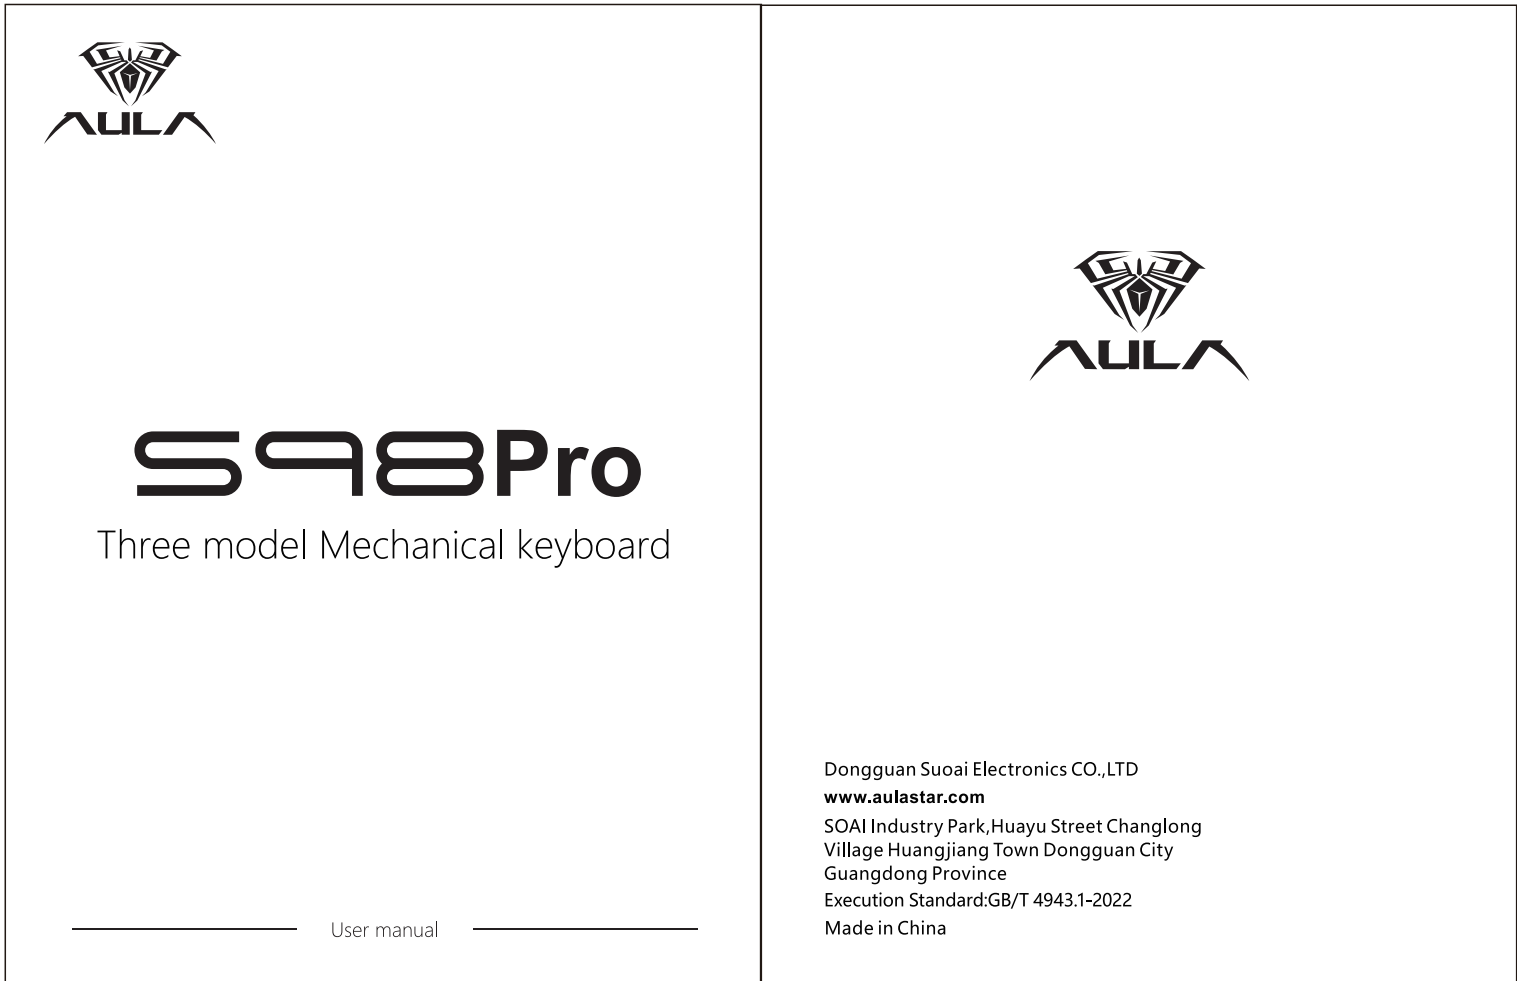 AULA
S98Pro
Three model Mechanical keyboard
User manual
AULA
Dongguan Suoai Electronics CO.,LTD
www.aulastar.com
SOAI Industry Park,Huayu Street Changlong
Village Huangjiang Town Dongguan City
Guangdong Province
Execution Standard:GB/T 4943.1-2022
Made in China